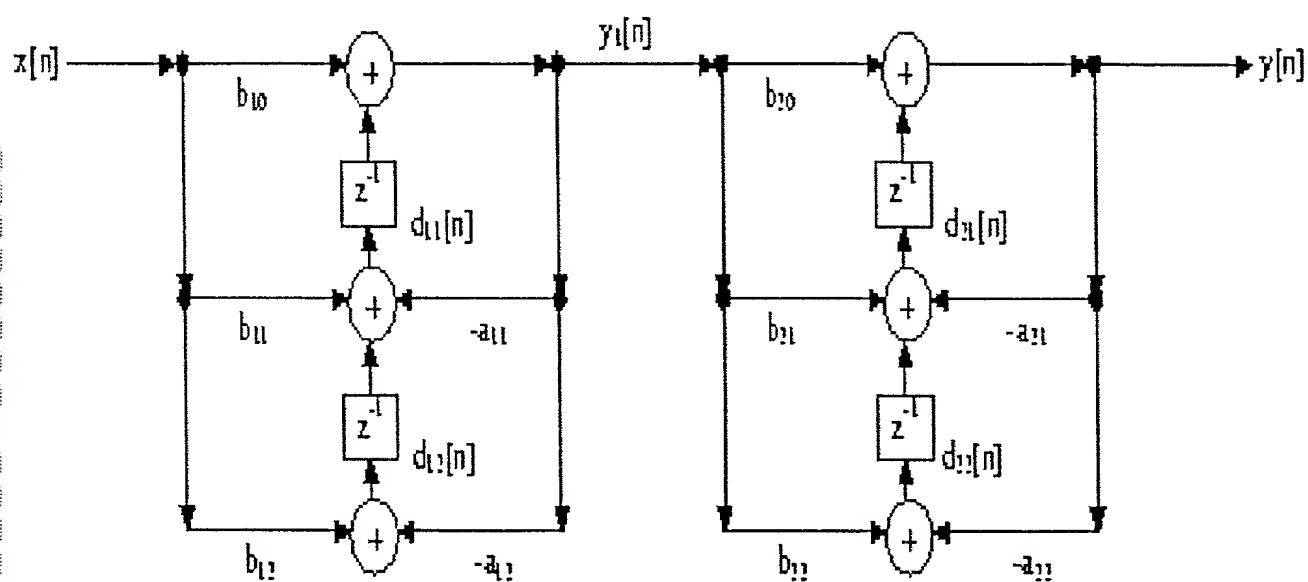 x[n] y₁[n] y[n]
b₁₀ + b₂₀ +
z⁻¹ z⁻¹
d₁₁[n] d₂₁[n]
+ +
b₁₁ -a₁₁ b₂₁ -a₂₁
z⁻¹ z⁻¹
d₁₂[n] d₂₂[n]
+ +
b₁₂ -a₁₂ b₂₂ -a₂₂